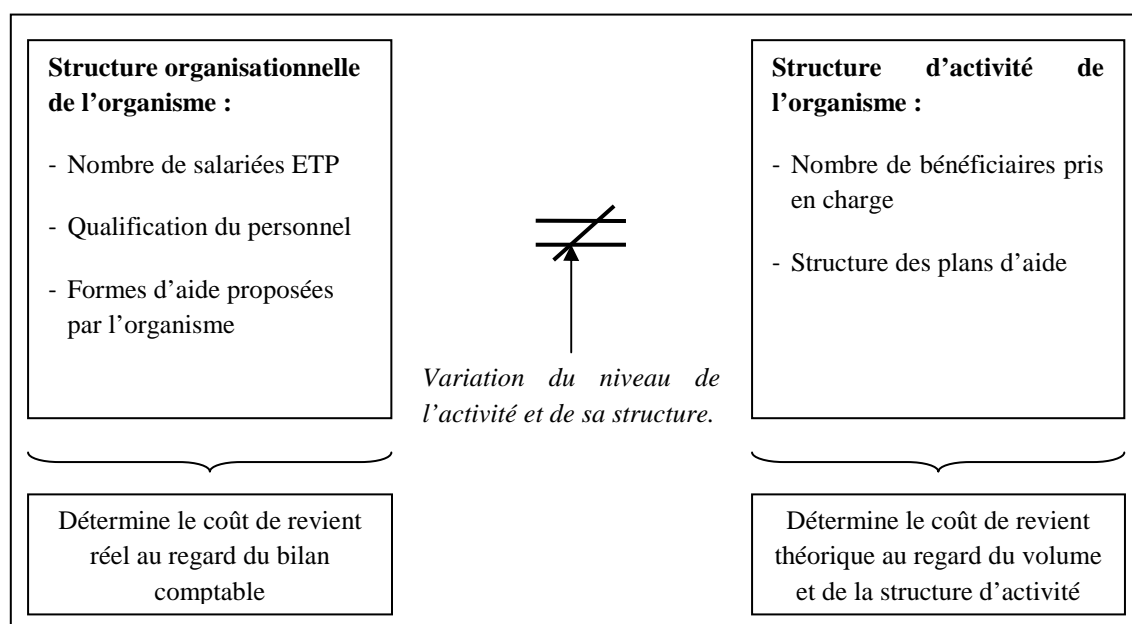 Structure organisationnelle
de l’organisme :
- Nombre de salariées ETP
- Qualification du personnel
- Formes d’aide proposées
par l’organisme
Variation du niveau de
l’activité et de sa structure.
Structure d’activité de
l’organisme :
- Nombre de bénéficiaires pris
en charge
- Structure des plans d’aide
Détermine le coût de revient
réel au regard du bilan
comptable
Détermine le coût de revient
théorique au regard du volume
et de la structure d’activité